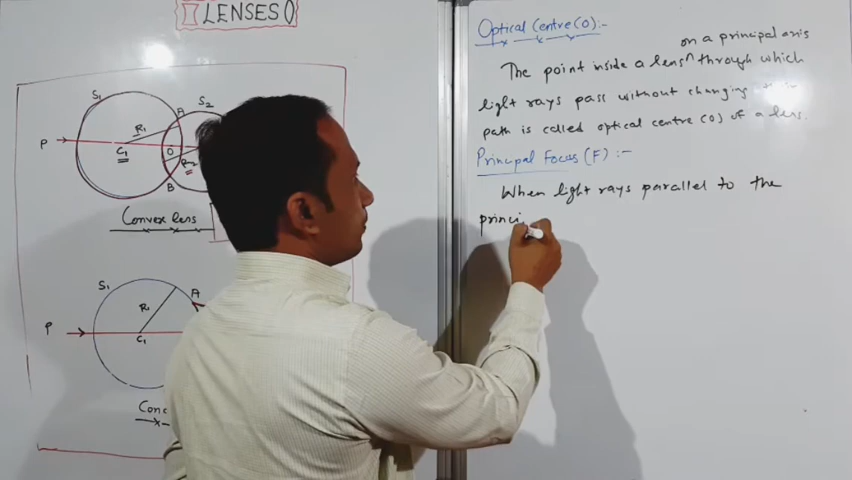 LENSES ()
S1
A
S2
R1
P
C1
O
R2
B
Convex lens
S1
A
R1
P
C1
Conc
Optical Centre (O) :-
on a principal axis
The point inside a lens ^ through which
light rays pass without changing
path is called optical centre (O) of a lens.
Principal Focus (F) :-
When light rays parallel to the
princi